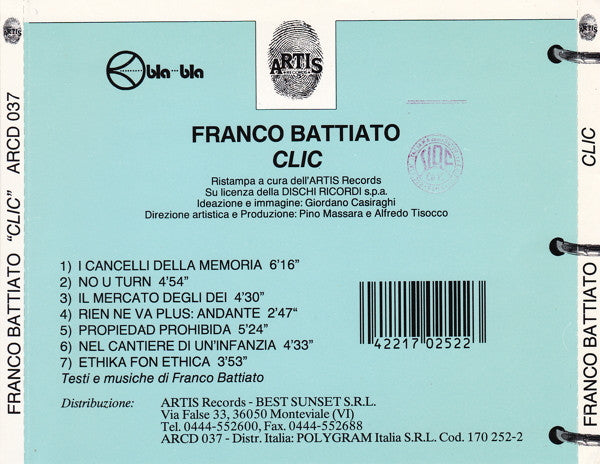 FRANCO BATTIATO "CLIC" ARCD 037
bla···bla
ARTIS
•RECORDS•
FRANCO BATTIATO
CLIC
Ristampa a cura dell'ARTIS Records
Su licenza della DISCHI RICORDI s.p.a.
Ideazione e immagine: Giordano Casiraghi
Direzione artistica e Produzione: Pino Massara e Alfredo Tisocco
1) I CANCELLI DELLA MEMORIA 6'16"
2) NO U TURN 4'54"
3) IL MERCATO DEGLI DEI 4'30"
4) RIEN NE VA PLUS: ANDANTE 2'47"
5) PROPIEDAD PROHIBIDA 5'24"
6) NEL CANTIERE DI UN'INFANZIA 4'33"
7) ETHIKA FON ETHICA 3'53"
Testi e musiche di Franco Battiato
42217 02522
Distribuzione: ARTIS Records - BEST SUNSET S.R.L.
Via False 33, 36050 Monteviale (VI)
Tel. 0444-552600, Fax. 0444-552688
ARCD 037 - Distr. Italia: POLYGRAM Italia S.R.L. Cod. 170 252-2
CLIC
FRANCO BATTIATO